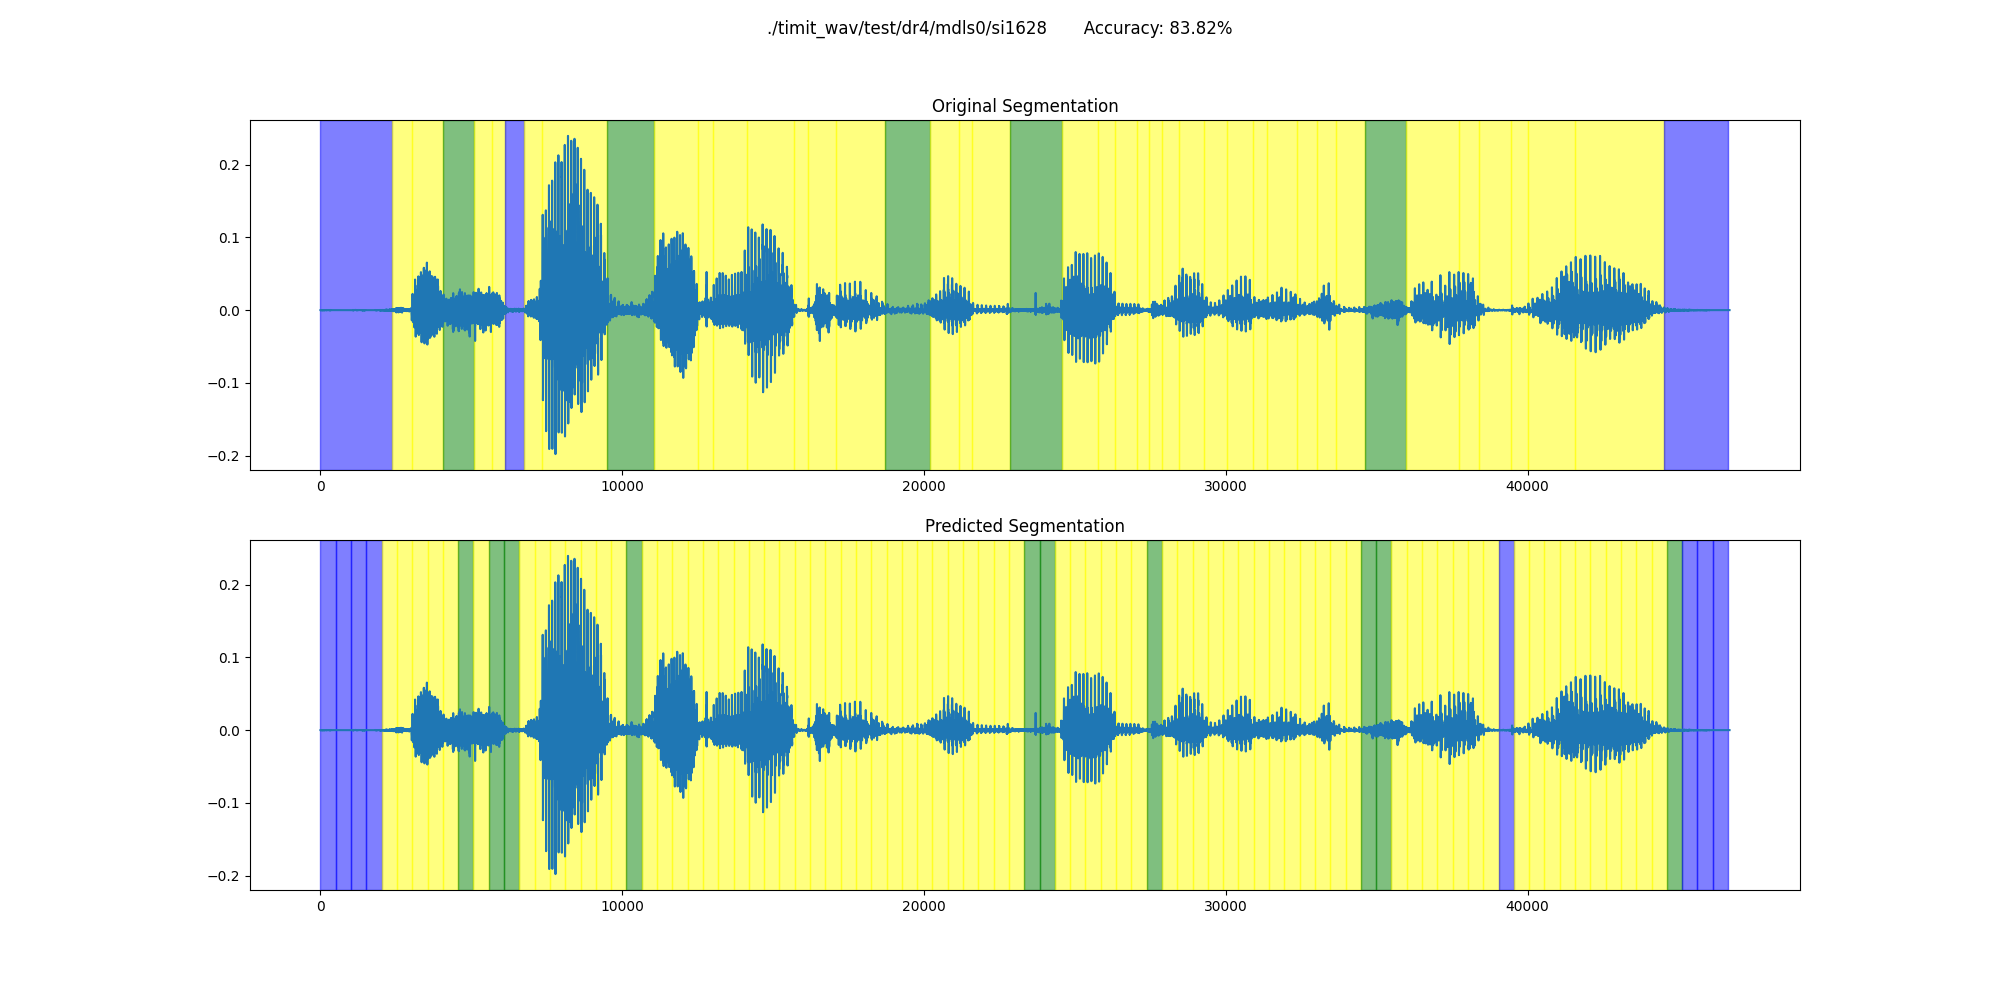 ./timit_wav/test/dr4/mdls0/si1628 Accuracy: 83.82%
Original Segmentation
0.2
0.1
0.0
−0.1
−0.2
0 10000 20000 30000 40000
Predicted Segmentation
0.2
0.1
0.0
−0.1
−0.2
0 10000 20000 30000 40000